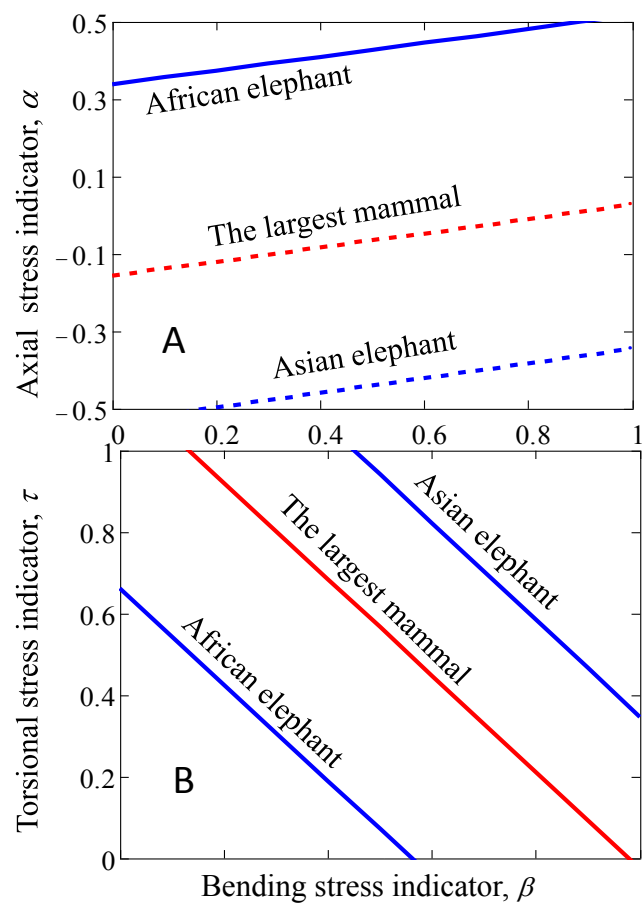 0.5
0.3
0.1
−0.1
−0.3
−0.5
Axial stress indicator, α
African elephant
The largest mammal
Asian elephant
A
0 0.2 0.4 0.6 0.8 1
1
0.8
0.6
0.4
0.2
0
Torsional stress indicator, τ
Asian elephant
The largest mammal
African elephant
B
Bending stress indicator, β